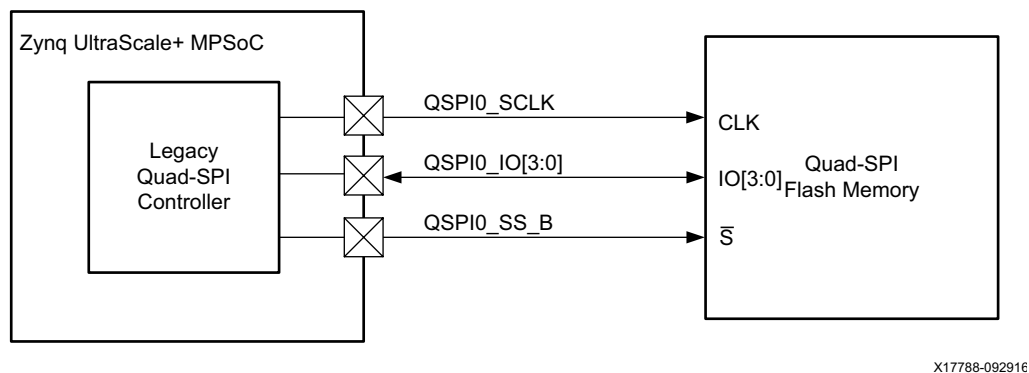 Zynq UltraScale+ MPSoC
Legacy
Quad-SPI
Controller
QSPI0_SCLK
QSPI0_IO[3:0]
QSPI0_SS_B
CLK
IO[3:0]
S̅
Quad-SPI
Flash Memory
X17788-092916